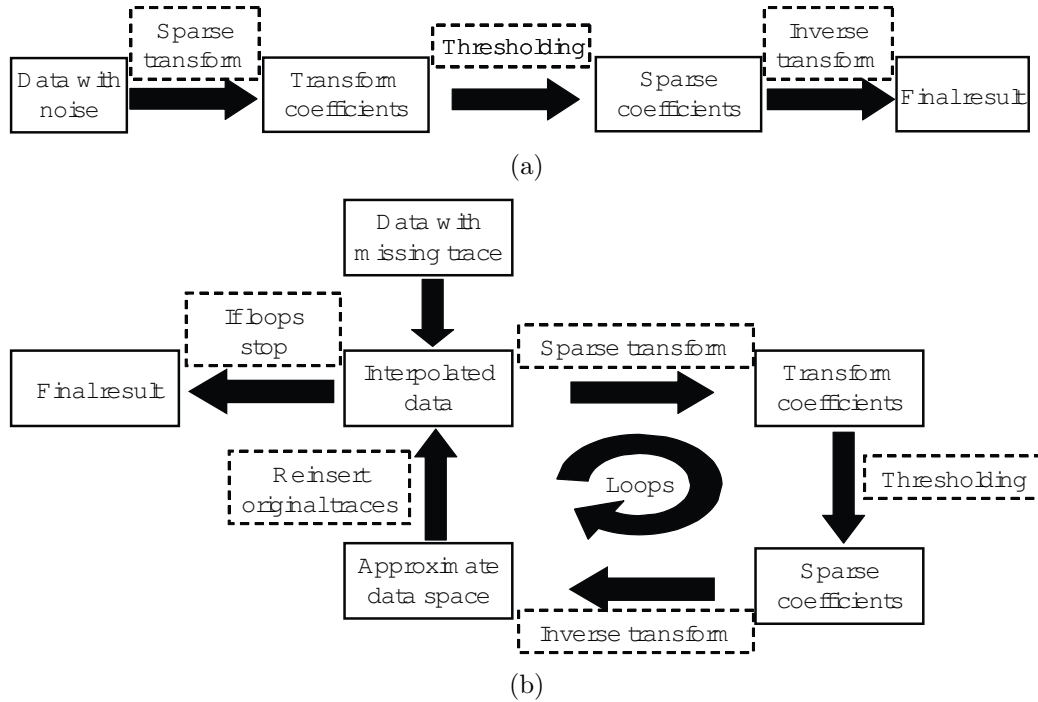 Sparse
transform
Thresholding
Inverse
transform
Data with
noise
Transform
coefficients
Sparse
coefficients
Final result
(a)
Data with
missing trace
If loops
stop
Sparse transform
Final result
Interpolated
data
Transform
coefficients
Reinsert
original traces
Loops
Thresholding
Approximate
data space
Sparse
coefficients
Inverse transform
(b)